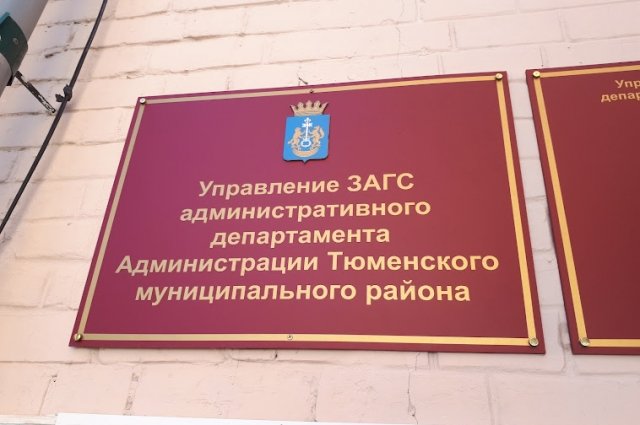 Управление ЗАГС
административного
департамента
Администрации Тюменского
муниципального района